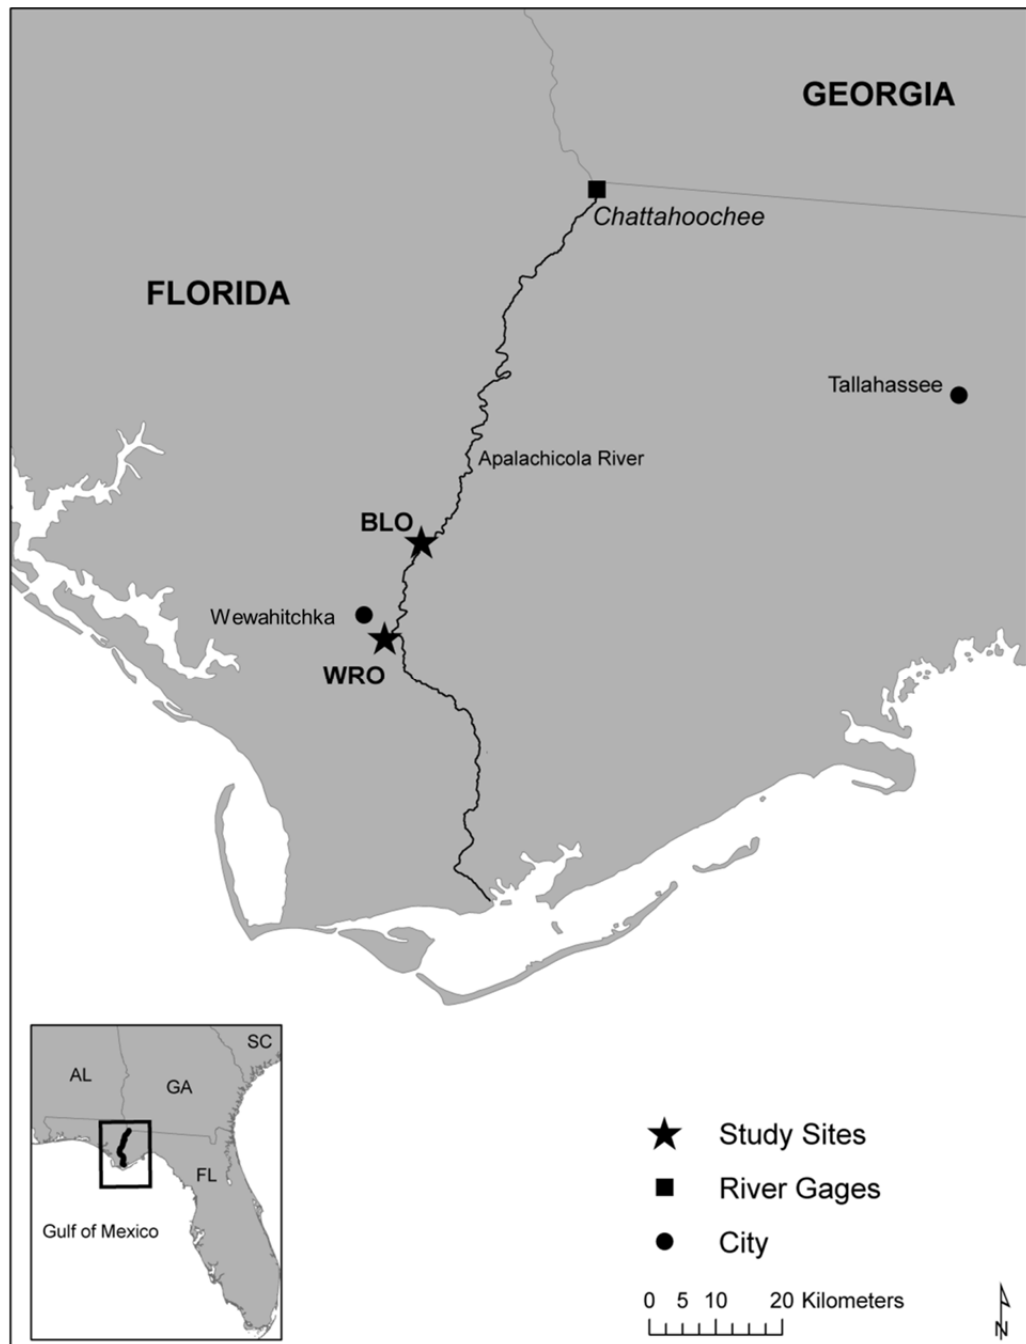 GEORGIA
Chattahoochee
FLORIDA
Tallahassee
Apalachicola River
BLO
Wewahitchka
WRO
SC
AL
GA
FL
Gulf of Mexico
Study Sites
River Gages
City
0 5 10 20 Kilometers
N